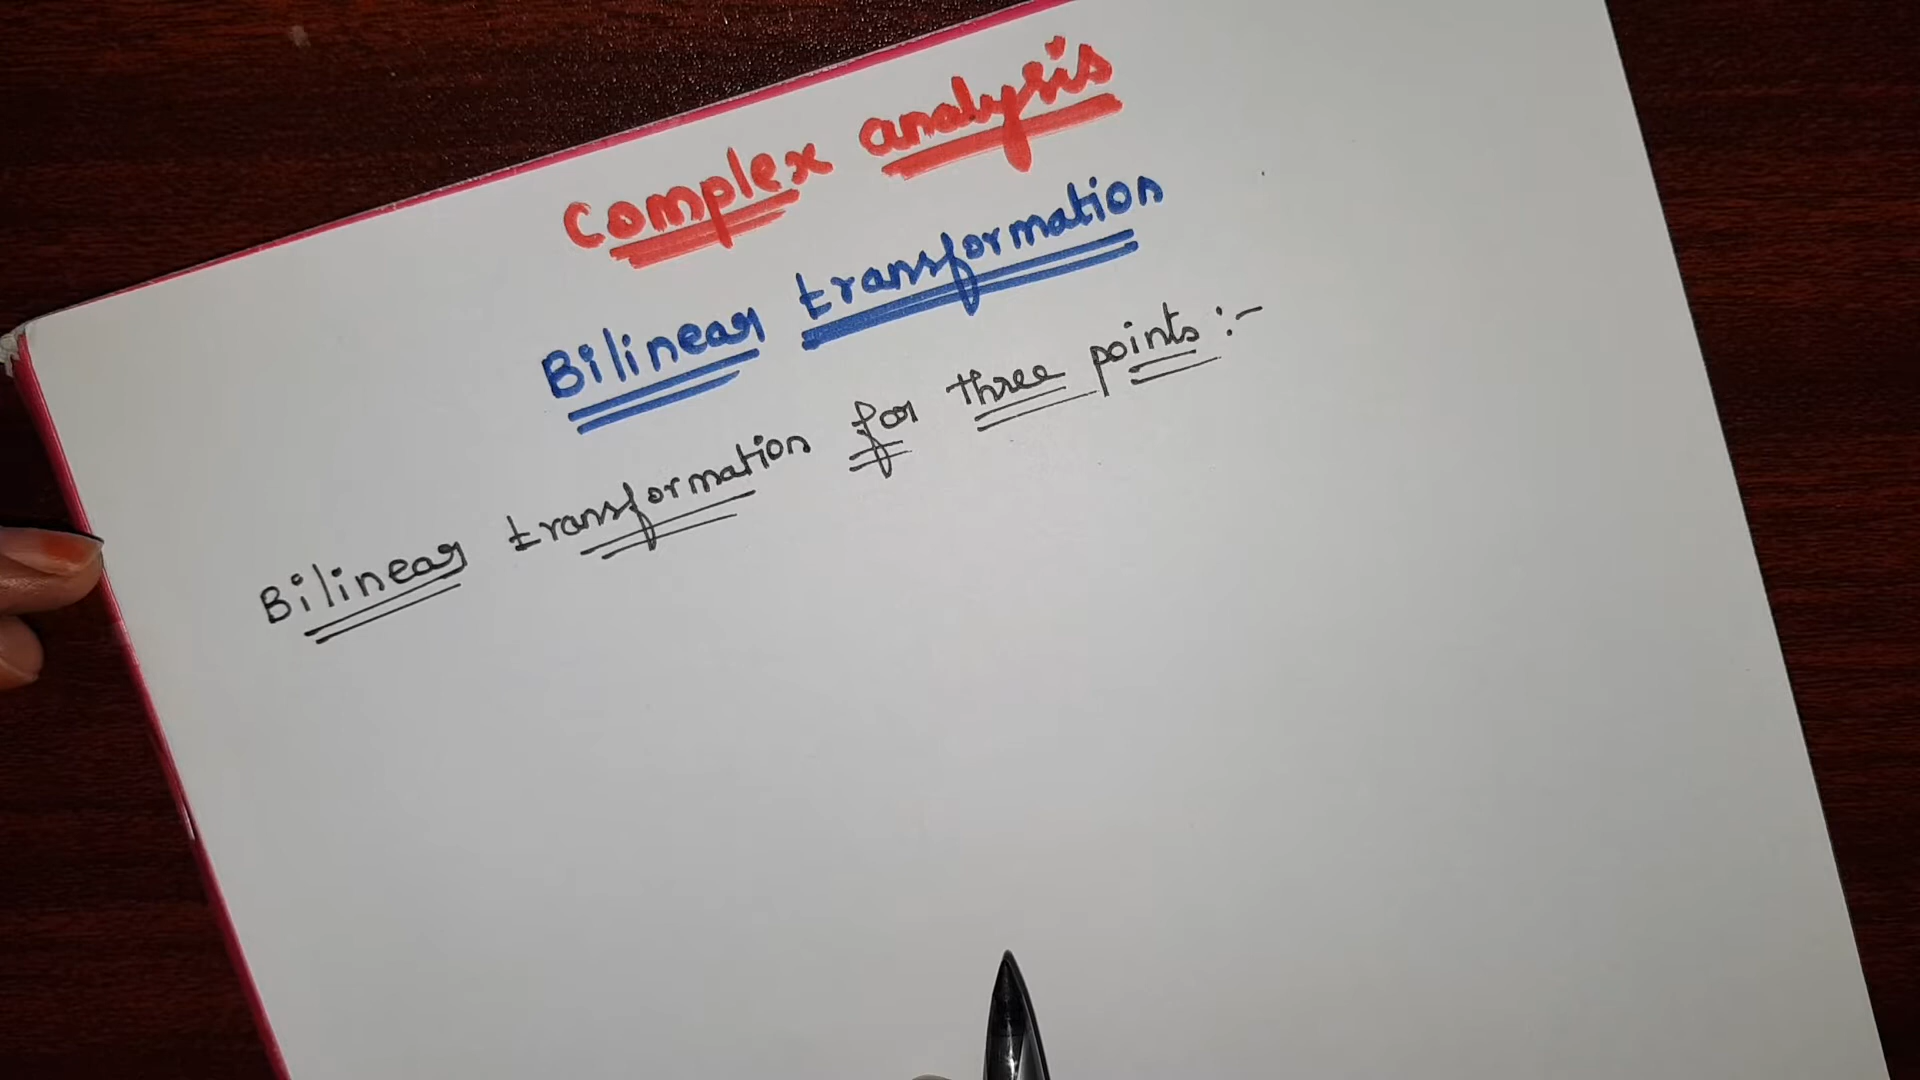 Complex analysis
Bilinear transformation
Bilinear transformation for three points :-